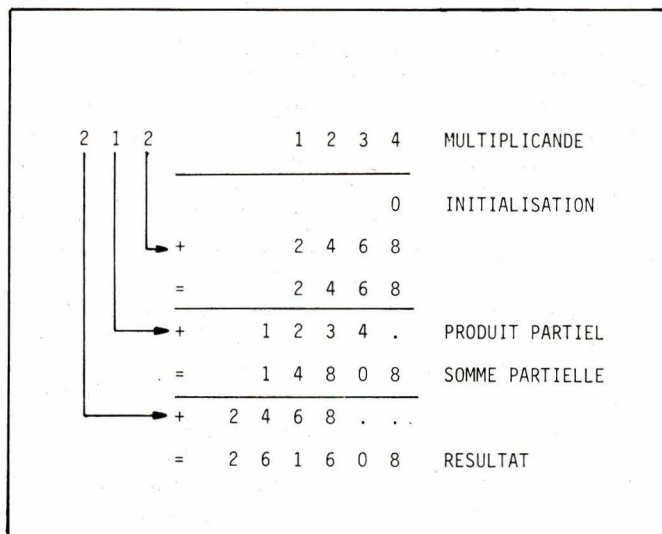 2 1 2 1 2 3 4 MULTIPLICANDE
0 INITIALISATION
+ 2 4 6 8
= 2 4 6 8
+ 1 2 3 4 . PRODUIT PARTIEL
= 1 4 8 0 8 SOMME PARTIELLE
+ 2 4 6 8 . .
= 2 6 1 6 0 8 RESULTAT